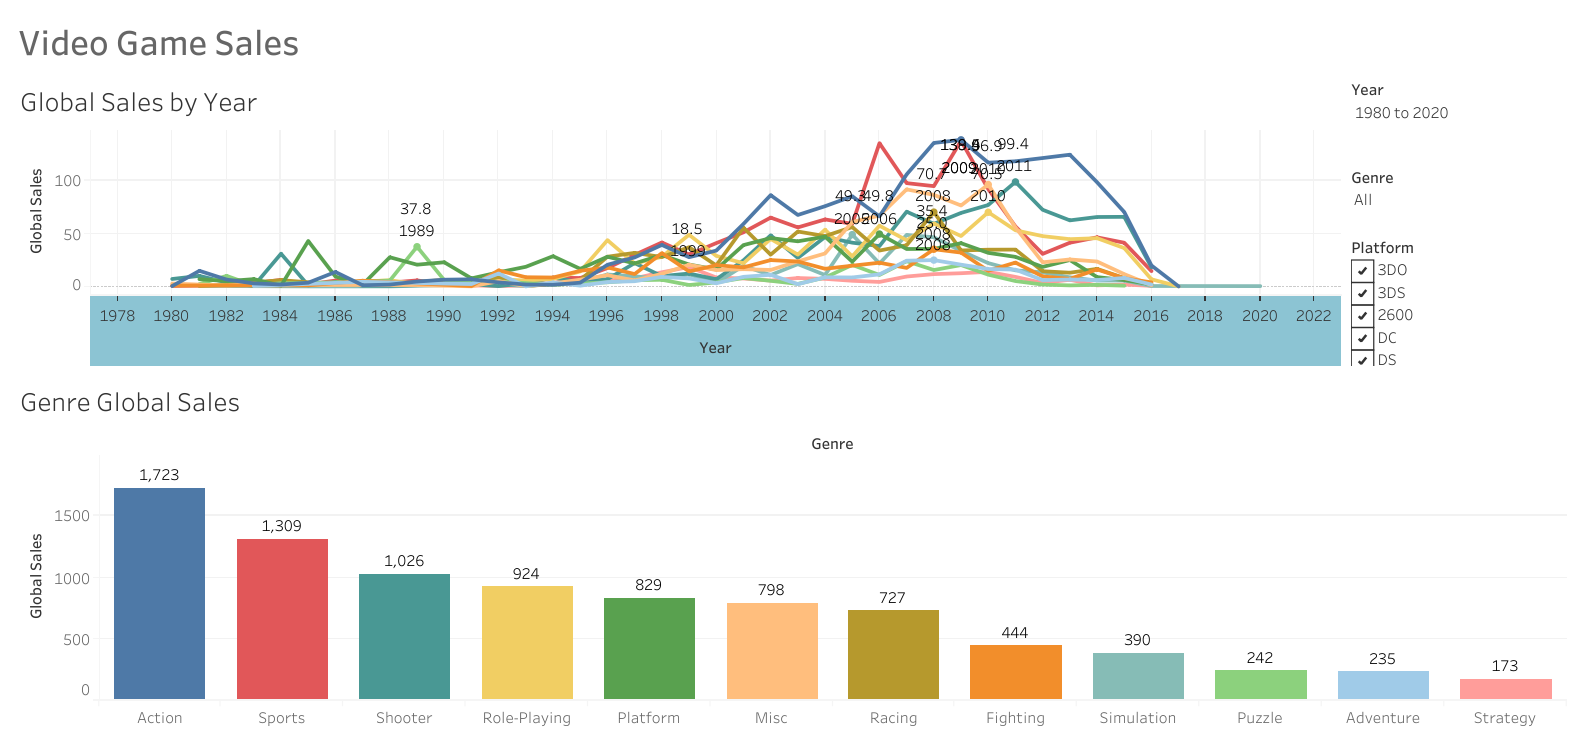 Video Game Sales
Global Sales by Year
Year
1980 to 2020
Genre
All
Platform
3DO
3DS
2600
DC
DS
Global Sales
100
50
0
37.8
1989
18.5
1999
49.8
2006
70.5
2010
99.4
2011
2008
35.4
2008
2008
1978 1980 1982 1984 1986 1988 1990 1992 1994 1996 1998 2000 2002 2004 2006 2008 2010 2012 2014 2016 2018 2020 2022
Year
Genre Global Sales
Genre
Global Sales
1500
1000
500
0
1,723
1,309
1,026
924
829
798
727
444
390
242
235
173
Action Sports Shooter Role-Playing Platform Misc Racing Fighting Simulation Puzzle Adventure Strategy